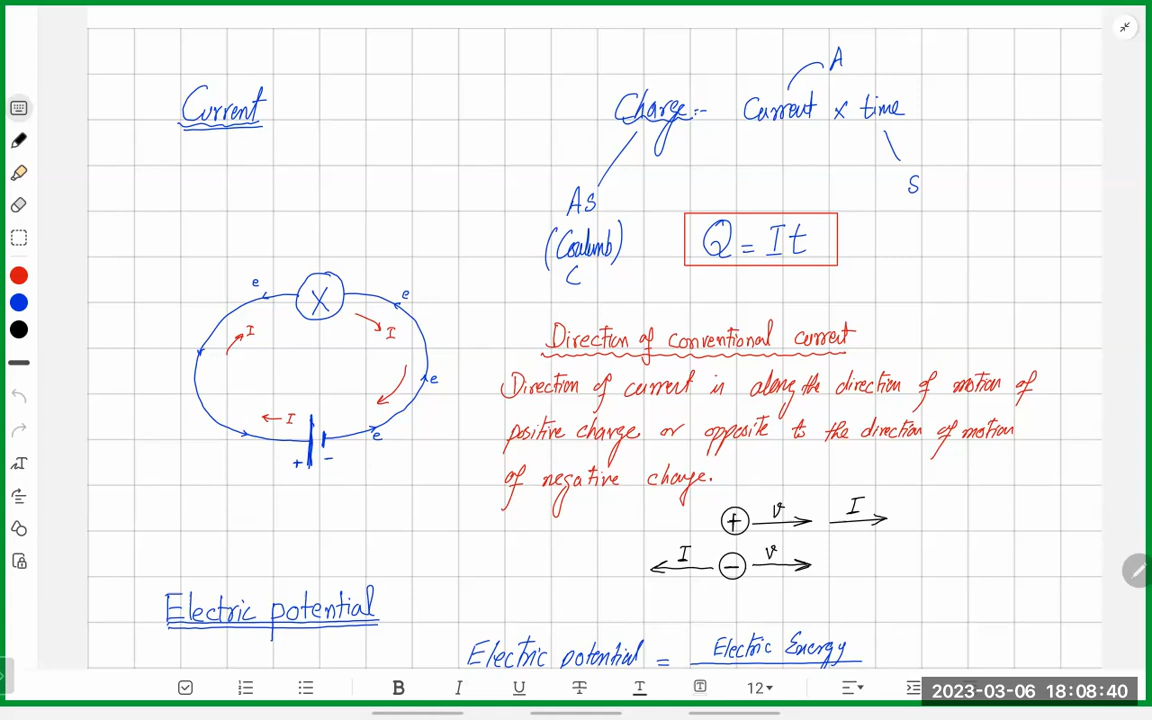 Current
Charge :- Current × time
A
S
As
(Coulumb)
C
Q = It
e
X
e
I
I
e
I
e
+ -
Direction of conventional current
Direction of current is along the direction of motion of
positive charge or opposite to the direction of motion
of negative charge.
+ v I
I - v
Electric potential
Electric potential = Electric Energy
B I U T T 12
2023-03-06 18:08:40